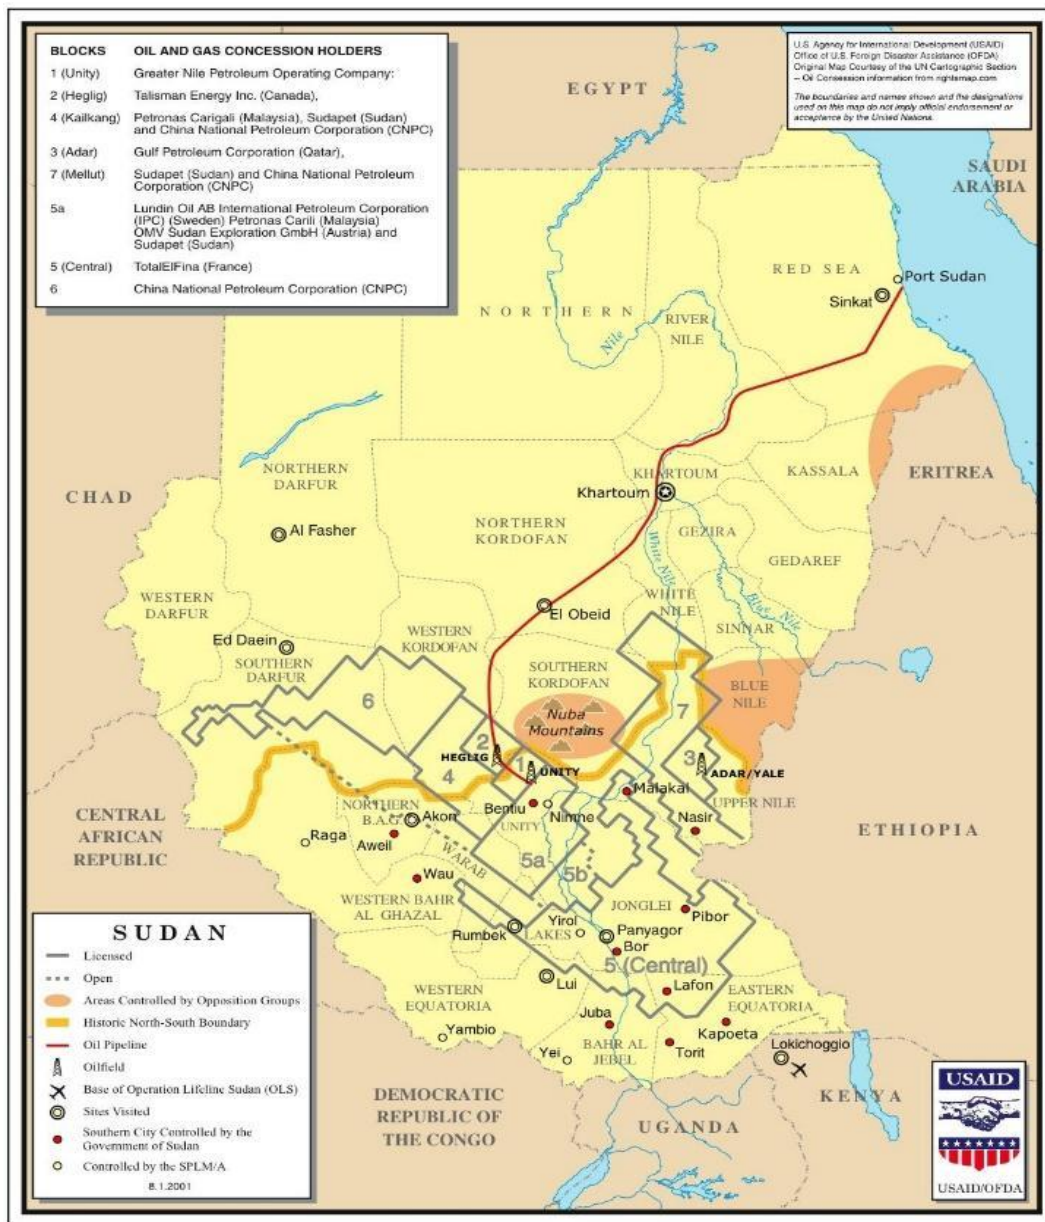 BLOCKS OIL AND GAS CONCESSION HOLDERS
1 (Unity) Greater Nile Petroleum Operating Company:
2 (Heglig) Talisman Energy Inc. (Canada),
4 (Kailkang) Petronas Carigali (Malaysia), Sudapet (Sudan)
and China National Petroleum Corporation (CNPC)
3 (Adar) Gulf Petroleum Corporation (Qatar),
7 (Mellut) Sudapet (Sudan) and China National Petroleum
Corporation (CNPC)
5a Lundin Oil AB International Petroleum Corporation
(IPC) (Sweden) Petronas Carili (Malaysia)
OMV Sudan Exploration GmbH (Austria) and
Sudapet (Sudan)
5 (Central) TotalElFina (France)
6 China National Petroleum Corporation (CNPC)
U.S. Agency for International Development (USAID)
Office of U.S. Foreign Disaster Assistance (OFDA)
Original Map Courtesy of the UN Cartographic Section
– Oil Consession information from rightsmap.com
The boundaries and names shown and the designations
used on this map do not imply official endorsement or
acceptance by the United Nations.
EGYPT
SAUDI
ARABIA
RED SEA
Port Sudan
Sinkat
NORTHERN
Nile
RIVER
NILE
CHAD
NORTHERN
DARFUR
Al Fasher
KHARTOUM
Khartoum
KASSALA
ERITREA
NORTHERN
KORDOFAN
GEZIRA
GEDAREF
White Nile
Blue Nile
WESTERN
DARFUR
El Obeid
WHITE
NILE
SINNAR
Ed Daein
SOUTHERN
DARFUR
WESTERN
KORDOFAN
SOUTHERN
KORDOFAN
BLUE
NILE
Nuba
Mountains
6
7
2
HEGLIG
1
UNITY
4
3
ADAR/YALE
Malakal
UPPER NILE
NORTHERN
B.A.G
Akon
Bentiu
Nimne
UNITY
Nasir
Raga
Aweil
WARAB
CENTRAL
AFRICAN
REPUBLIC
ETHIOPIA
Wau
5a
5b
WESTERN BAHR
AL GHAZAL
JONGLEI
Pibor
Rumbek
Yirol
LAKES
Panyagor
Bor
5 (Central)
Lui
Lafon
WESTERN
EQUATORIA
EASTERN
EQUATORIA
Juba
Kapoeta
Yambio
Yei
BAHR AL
JEBEL
Torit
Lokichoggio
DEMOCRATIC
REPUBLIC OF
THE CONGO
UGANDA
KENYA
SUDAN
Licensed
Open
Areas Controlled by Opposition Groups
Historic North-South Boundary
Oil Pipeline
Oilfield
Base of Operation Lifeline Sudan (OLS)
Sites Visited
Southern City Controlled by the
Government of Sudan
Controlled by the SPLM/A
8.1.2001
USAID
USAID/OFDA